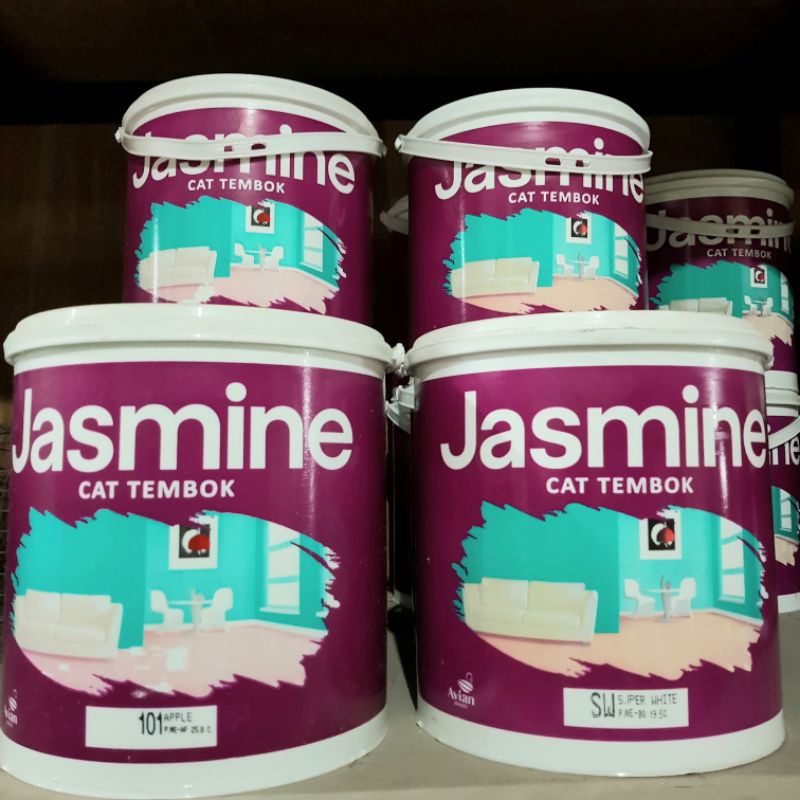 Jasmine
CAT TEMBOK
Jasmine
CAT TEMBOK
Jasmine
CAT TEMBOK
Jasmine
CAT TEMBOK
Avian
101 APPLE
Jasmine
CAT TEMBOK
Avian
SW SUPER WHITE